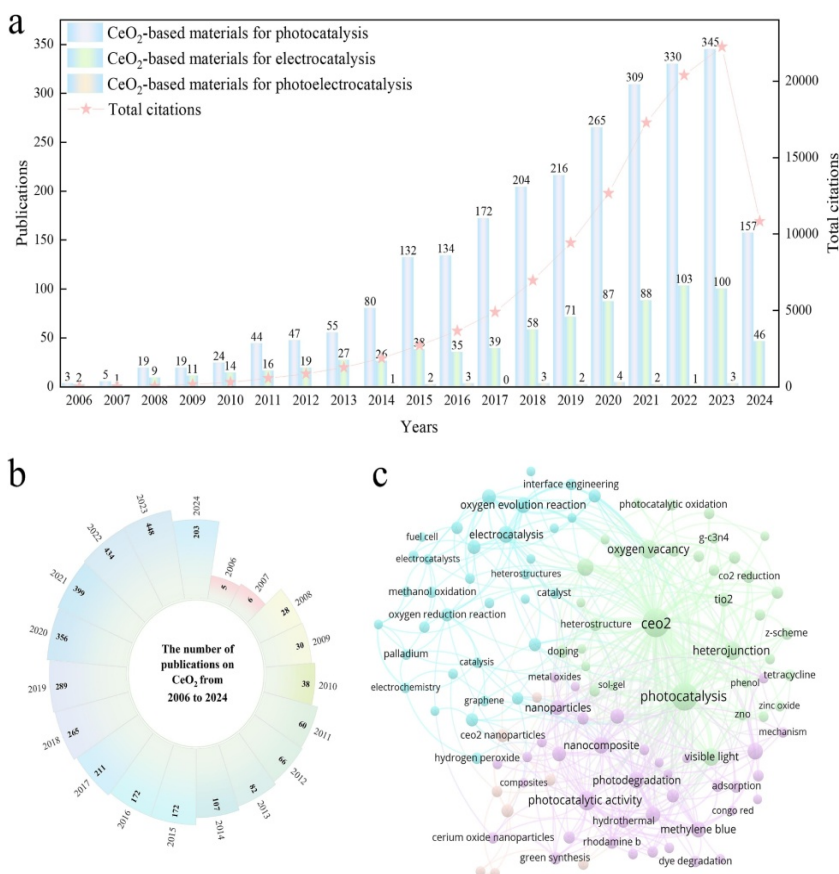 a
CeO2-based materials for photocatalysis
CeO2-based materials for electrocatalysis
CeO2-based materials for photoelectrocatalysis
Total citations
Publications
350
300
250
200
150
100
50
0
Total citations
20000
15000
10000
5000
0
3 2
5 1
19 9
19 11
24 14
44 16
47 19
55 27
80 26 1
132 38 2
134 35 3
172 39 0
204 58 3
216 71 2
265 87 4
309 88 2
330 103 1
345 100 3
157 46
2006 2007 2008 2009 2010 2011 2012 2013 2014 2015 2016 2017 2018 2019 2020 2021 2022 2023 2024
Years
b
The number of
publications on
CeO2 from
2006 to 2024
2006 5
2007 6
2008 28
2009 30
2010 38
2011 60
2012 66
2013 82
2014 107
2015 172
2016 172
2017 211
2018 265
2019 289
2020 356
2021 399
2022 434
2023 448
2024 203
c
interface engineering
oxygen evolution reaction
photocatalytic oxidation
fuel cell
electrocatalysis
g-c3n4
oxygen vacancy
electrocatalysts
heterostructures
co2 reduction
methanol oxidation
catalyst
tio2
oxygen reduction reaction
heterostructure
ceo2
z-scheme
palladium
doping
heterojunction
catalysis
metal oxides
tetracycline
electrochemistry
sol-gel
phenol
photocatalysis
graphene
nanoparticles
zinc oxide
zno
ceo2 nanoparticles
mechanism
nanocomposite
hydrogen peroxide
visible light
composites
photodegradation
adsorption
photocatalytic activity
congo red
hydrothermal
cerium oxide nanoparticles
methylene blue
rhodamine b
green synthesis
dye degradation